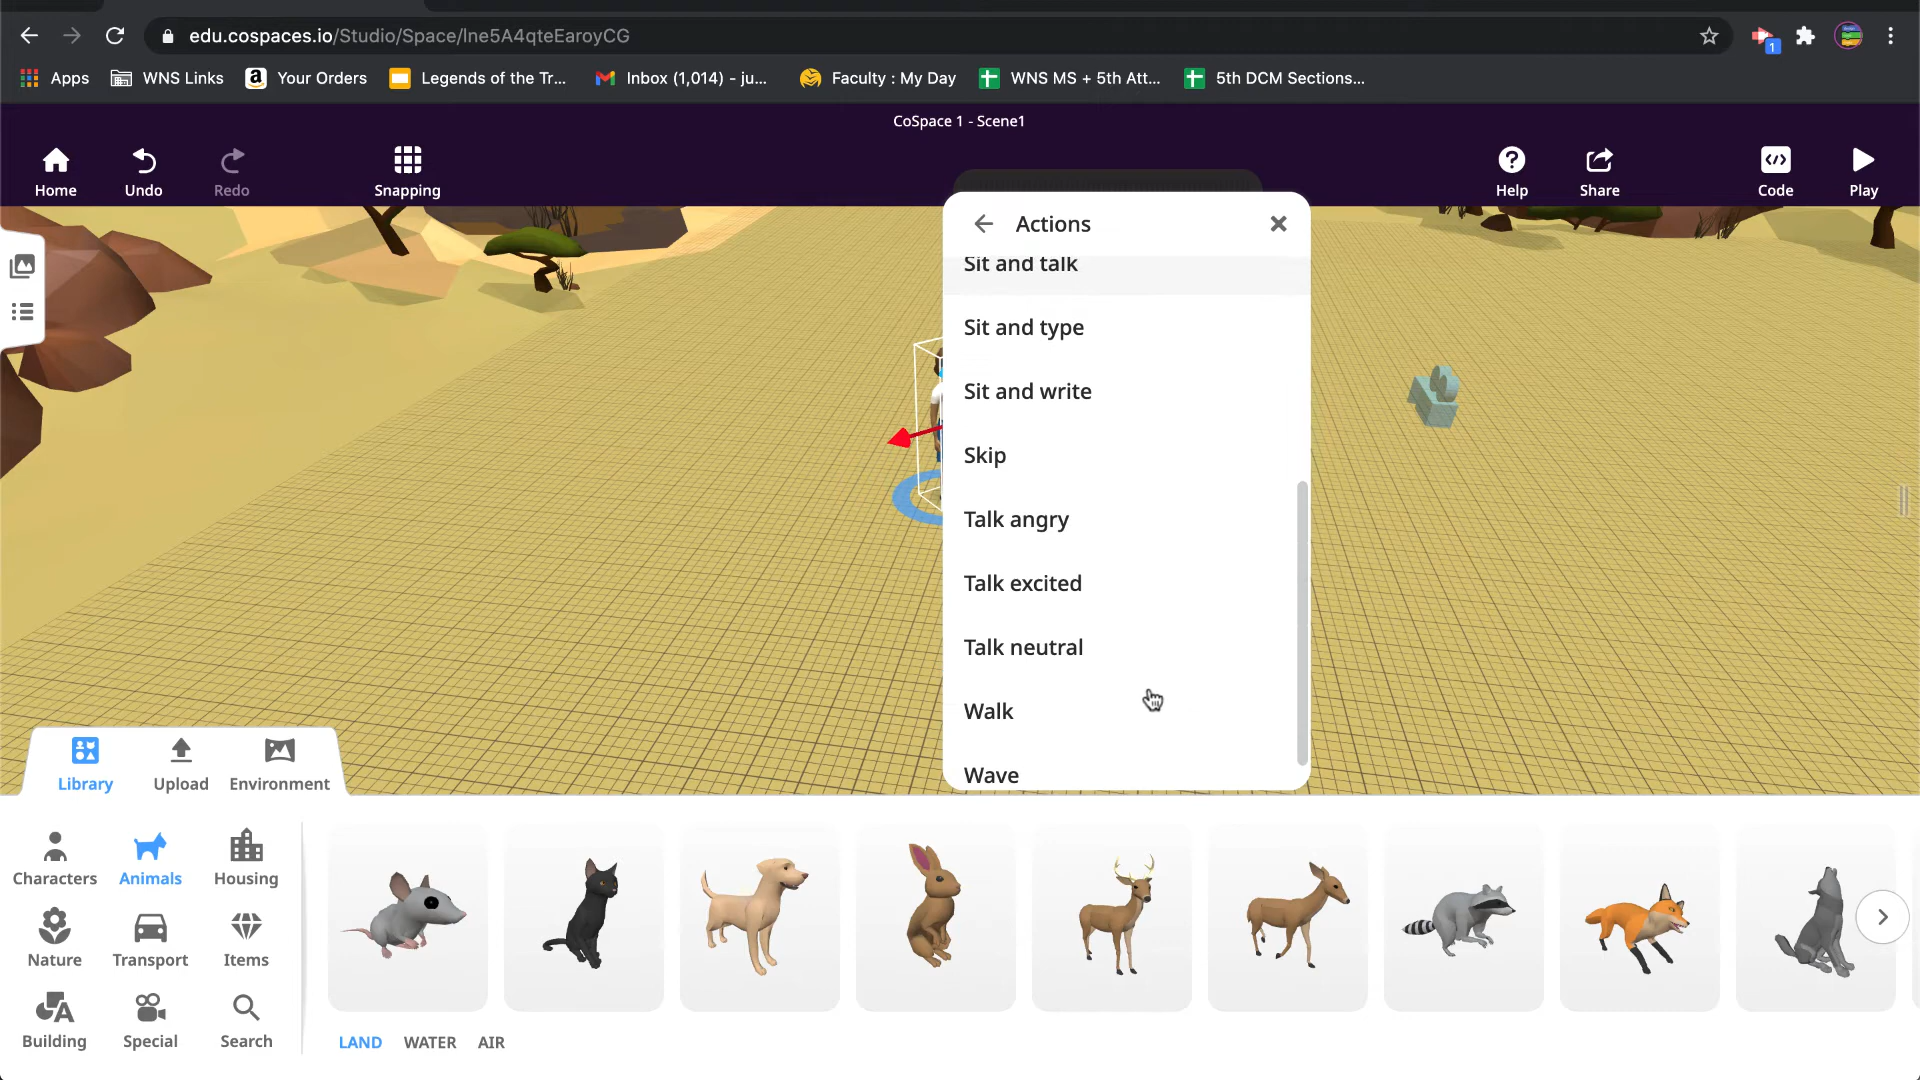 edu.cospaces.io/Studio/Space/Ine5A4qteEaroyCG
1
Apps WNS Links Your Orders Legends of the Tr... Inbox (1,014) - ju... Faculty : My Day WNS MS + 5th Att... 5th DCM Sections...
CoSpace 1 - Scene1
Home Undo Redo Snapping Help Share Code Play
Actions
Sit and talk
Sit and type
Sit and write
Skip
Talk angry
Talk excited
Talk neutral
Walk
Wave
Library Upload Environment
Characters Animals Housing
Nature Transport Items
Building Special Search
LAND WATER AIR